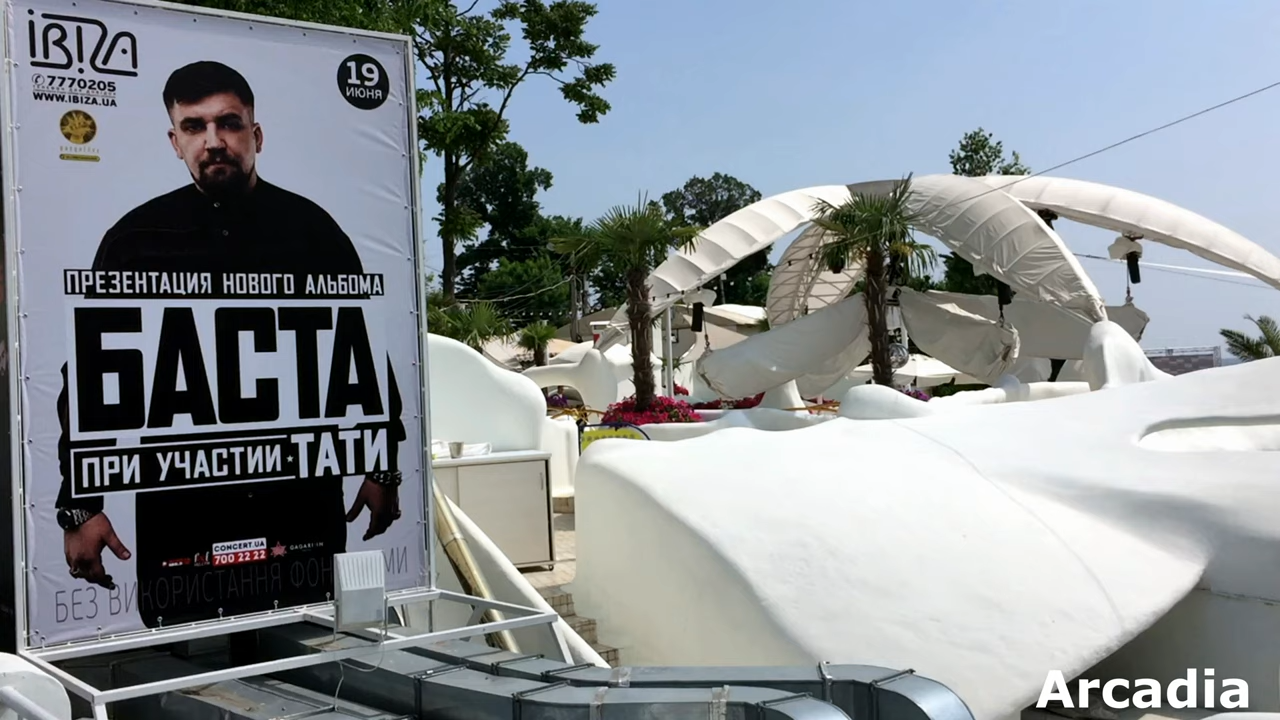 IBIZA
7770205
WWW.IBIZA.UA
19
ИЮНЯ
ПРЕЗЕНТАЦИЯ НОВОГО АЛЬБОМА
БАСТА
ПРИ УЧАСТИИ ТАТИ
CONCERT.UA
700 22 22
GAGARIN
БЕЗ ВИКОРИСТАННЯ
Arcadia